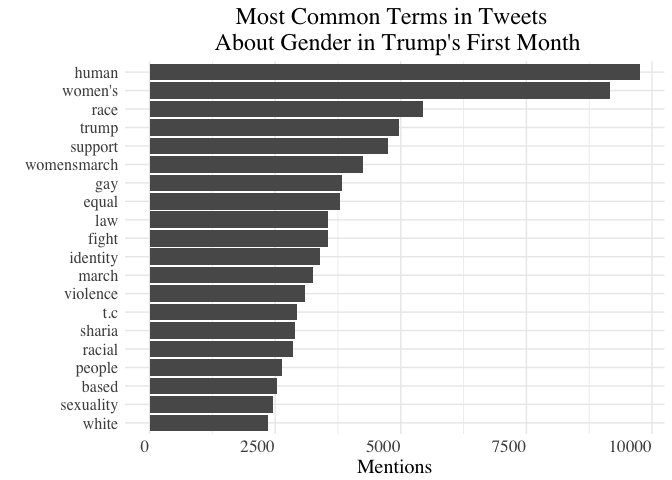 Most Common Terms in Tweets
About Gender in Trump's First Month
human
women's
race
trump
support
womensmarch
gay
equal
law
fight
identity
march
violence
t.c
sharia
racial
people
based
sexuality
white
0 2500 5000 7500 10000
Mentions